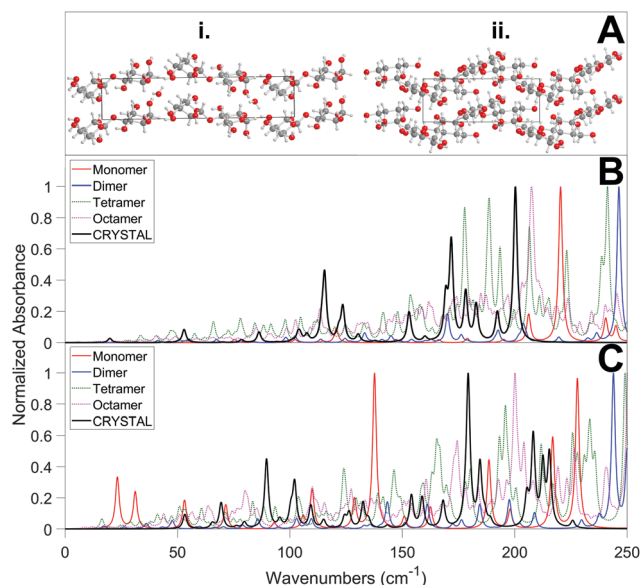 i.
ii.
A
B
Monomer
Dimer
Tetramer
Octamer
CRYSTAL
1
0.8
0.6
0.4
0.2
0
Normalized Absorbance
C
Monomer
Dimer
Tetramer
Octamer
CRYSTAL
1
0.8
0.6
0.4
0.2
0
0 50 100 150 200 250
Wavenumbers (cm-1)